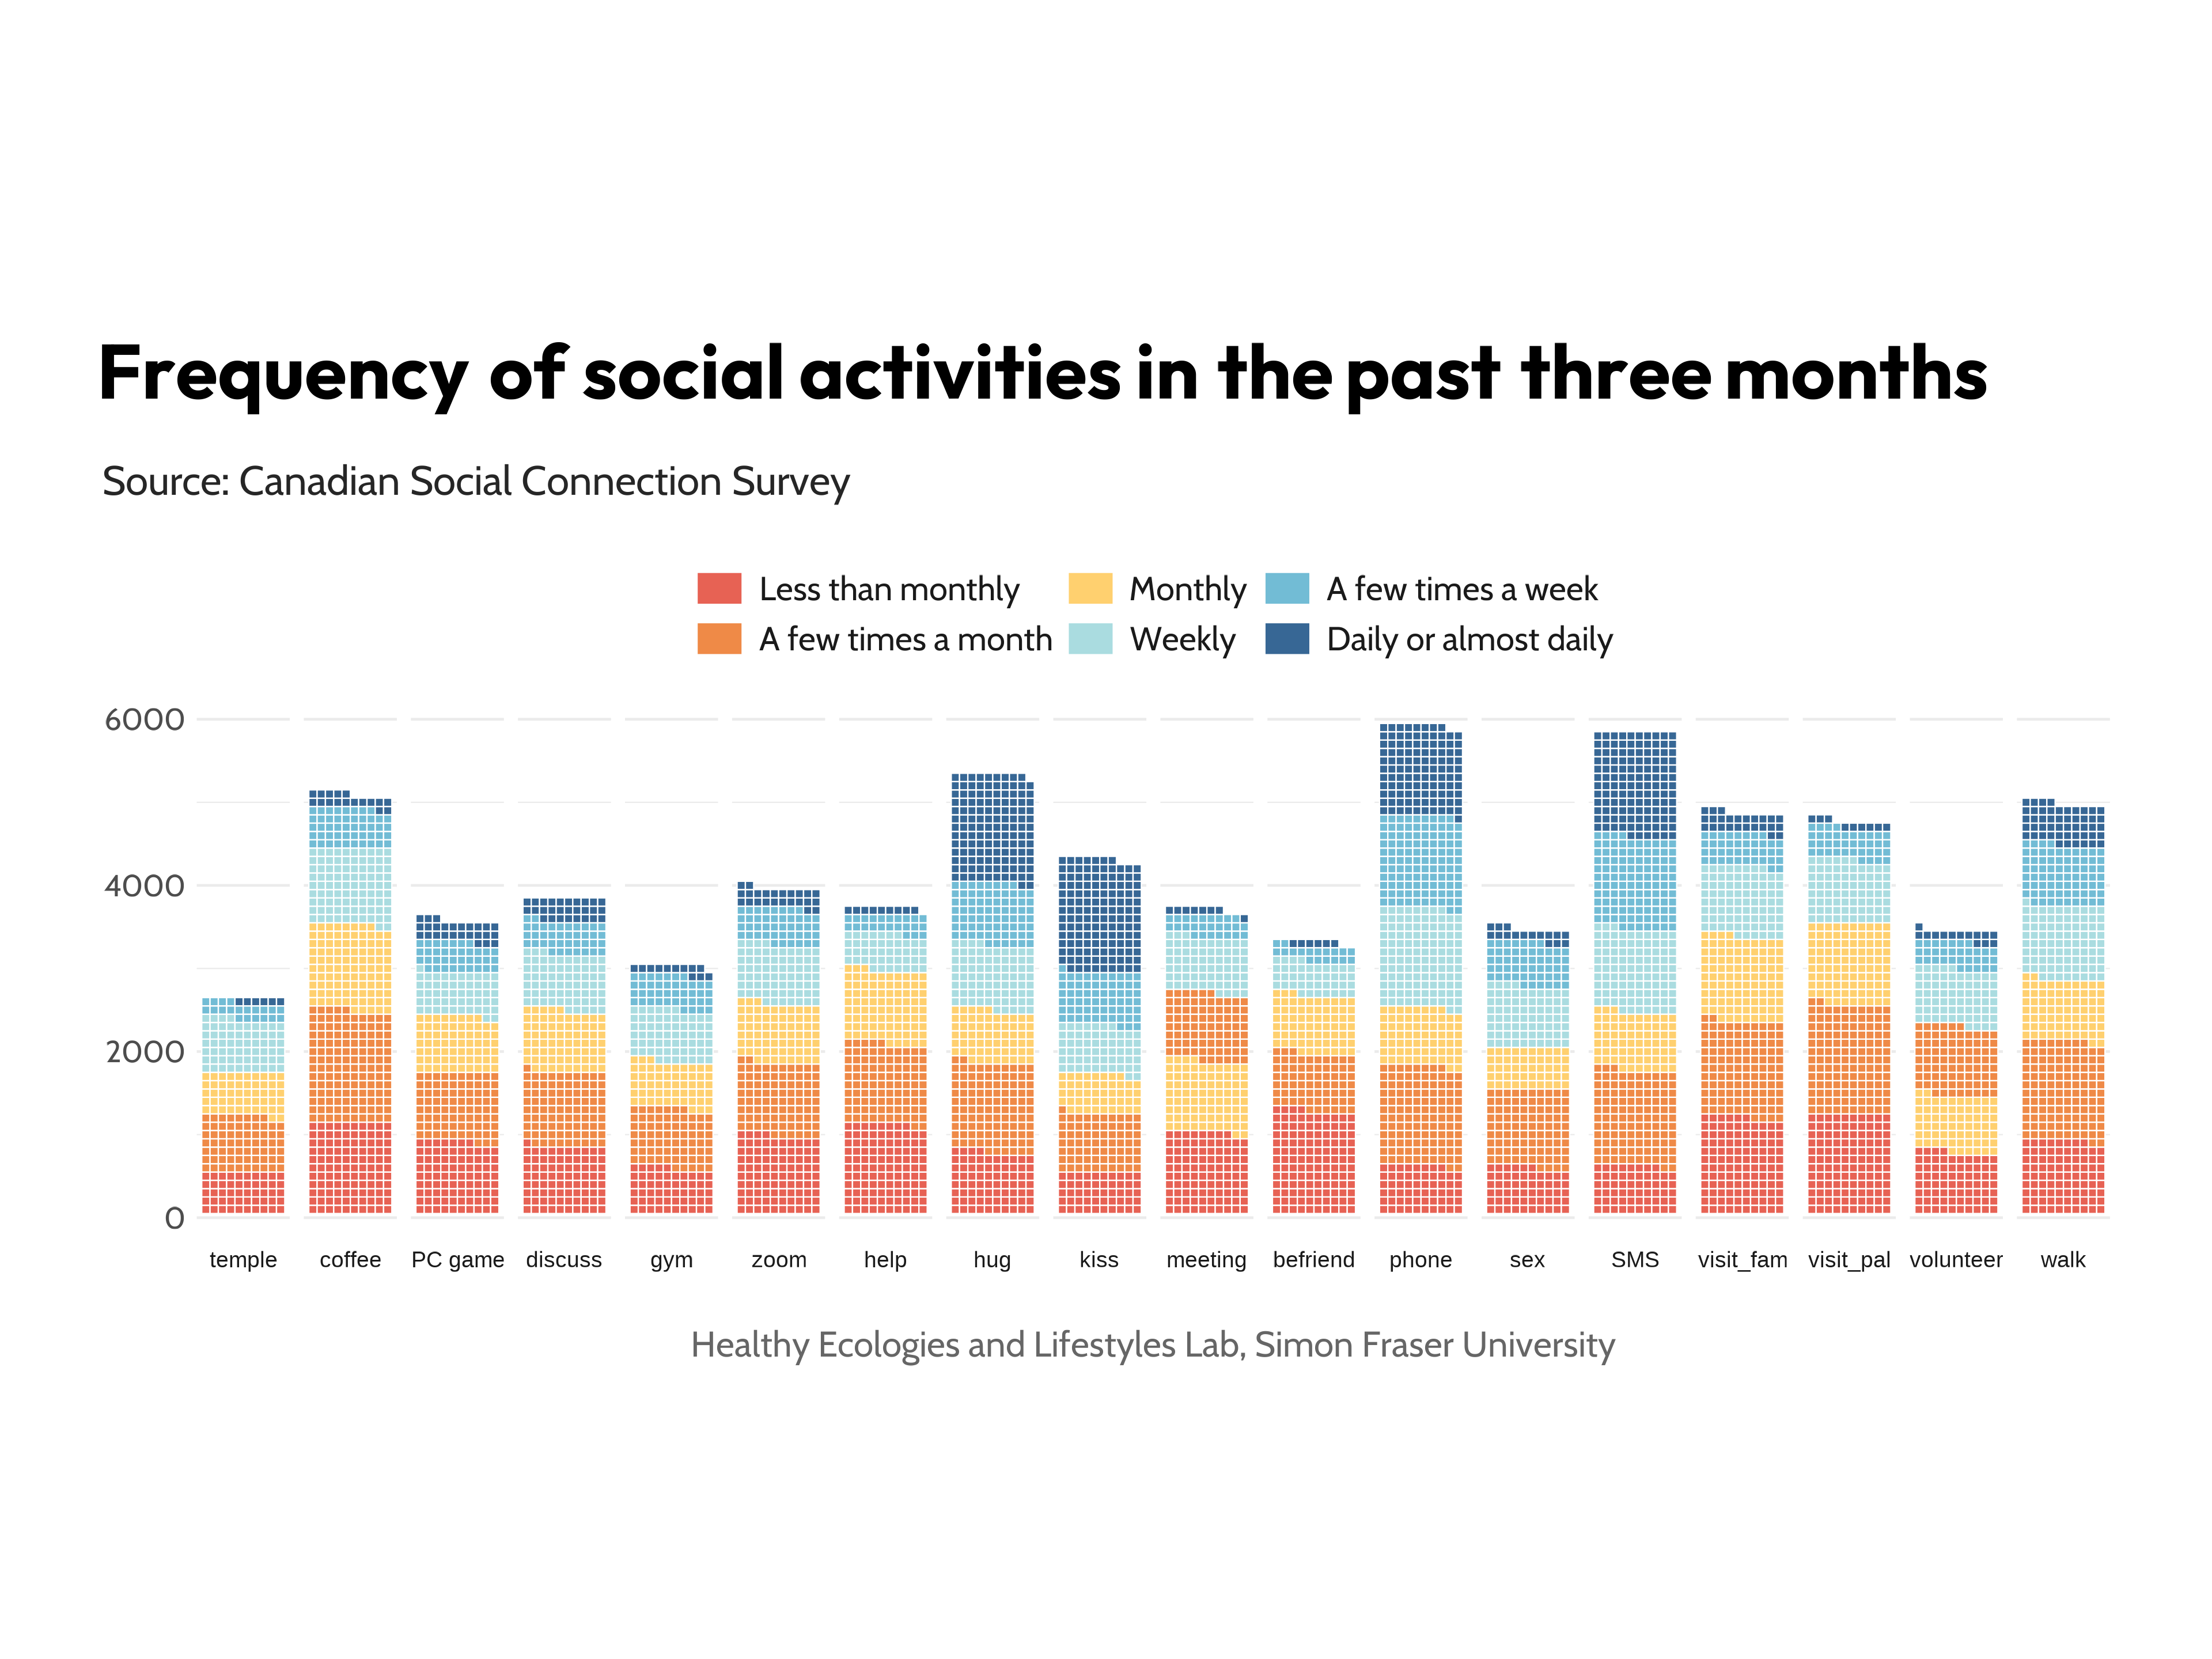 Frequency of social activities in the past three months
Source: Canadian Social Connection Survey
Less than monthly Monthly A few times a week
A few times a month Weekly Daily or almost daily
6000
4000
2000
0
temple coffee PC game discuss gym zoom help hug kiss meeting befriend phone sex SMS visit_fam visit_pal volunteer walk
Healthy Ecologies and Lifestyles Lab, Simon Fraser University